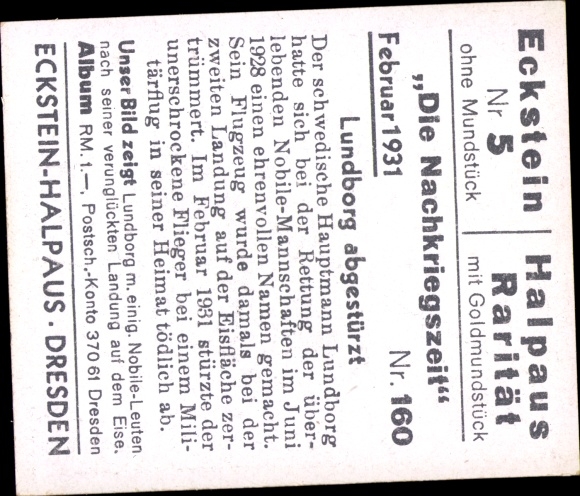 Eckstein Halpaus
Nr 5 Rarität
ohne Mundstück mit Goldmundstück
„Die Nachkriegszeit“
Februar 1931 Nr. 160
Lundborg abgestürzt
Der schwedische Hauptmann Lundborg
hatte sich bei der Rettung der über-
lebenden Nobile-Mannschaften im Juni
1928 einen ehrenvollen Namen gemacht.
Sein Flugzeug wurde damals bei der
zweiten Landung auf der Eisfläche zer-
trümmert. Im Februar 1931 stürzte der
unerschrockene Flieger bei einem Mili-
tärflug in seiner Heimat tödlich ab.
Unser Bild zeigt Lundborg m. einig. Nobile-Leuten
nach seiner verunglückten Landung auf dem Eise.
Album RM. 1.—, Postsch.-Konto 370 61 Dresden
ECKSTEIN-HALPAUS · DRESDEN